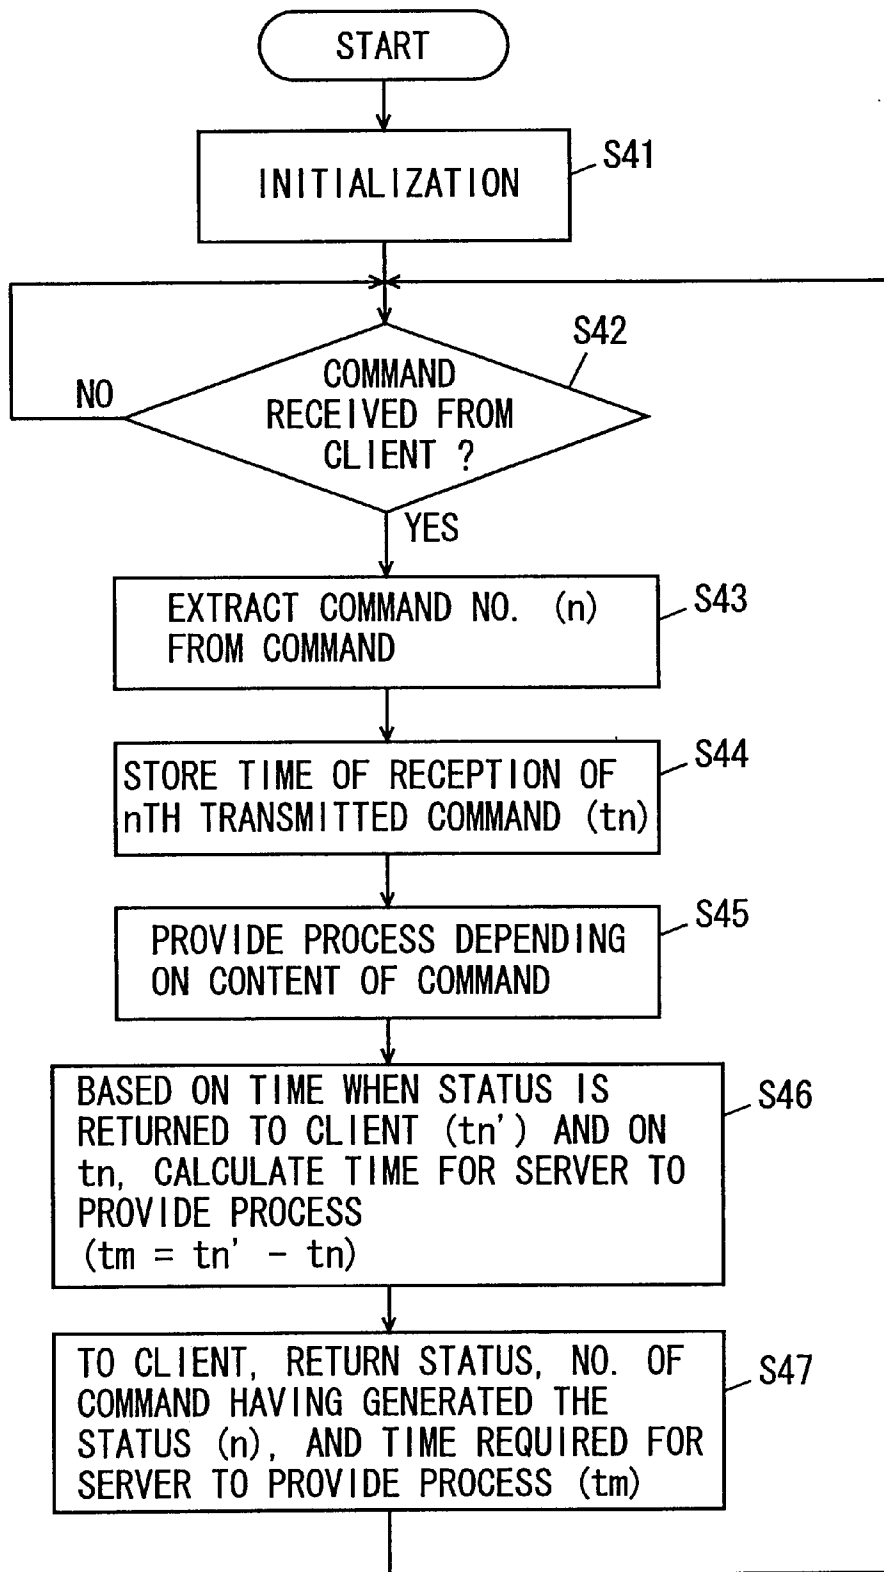 START
INITIALIZATION
S41
S42
COMMAND
RECEIVED FROM
CLIENT ?
NO
YES
EXTRACT COMMAND NO. (n)
FROM COMMAND
S43
STORE TIME OF RECEPTION OF
nTH TRANSMITTED COMMAND (tn)
S44
PROVIDE PROCESS DEPENDING
ON CONTENT OF COMMAND
S45
BASED ON TIME WHEN STATUS IS
RETURNED TO CLIENT (tn') AND ON
tn, CALCULATE TIME FOR SERVER TO
PROVIDE PROCESS
(tm = tn' - tn)
S46
TO CLIENT, RETURN STATUS, NO. OF
COMMAND HAVING GENERATED THE
STATUS (n), AND TIME REQUIRED FOR
SERVER TO PROVIDE PROCESS (tm)
S47